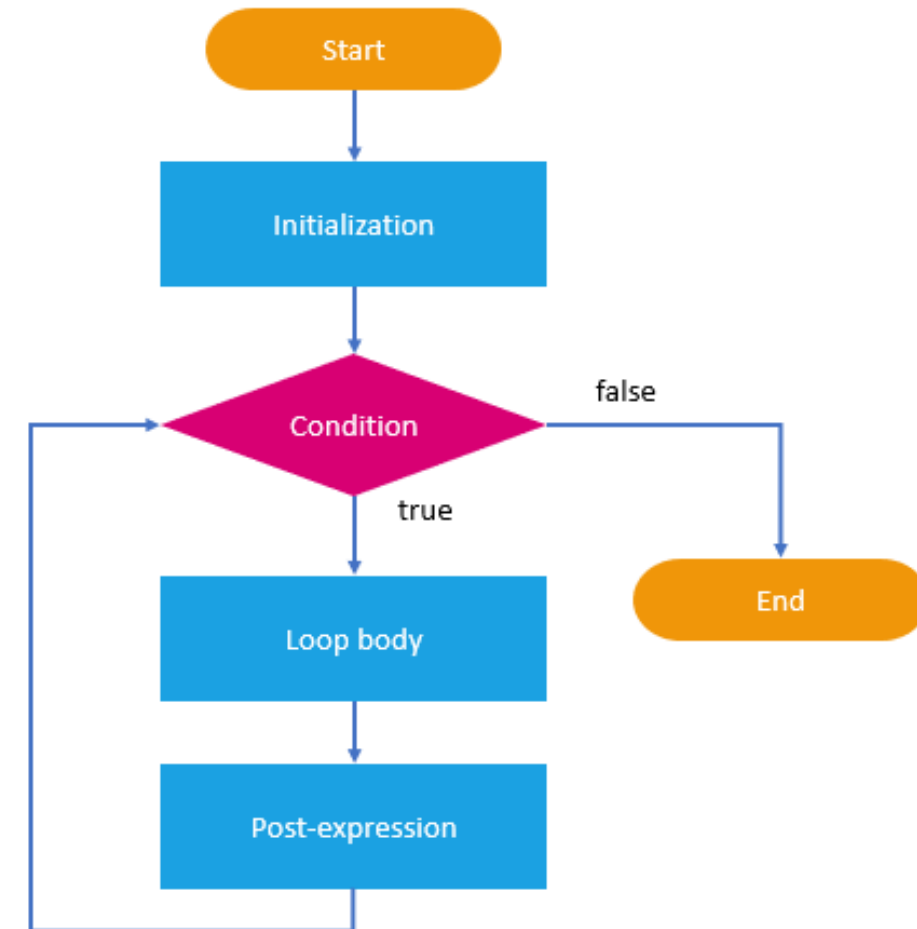 Start
Initialization
Condition
false
true
Loop body
End
Post-expression